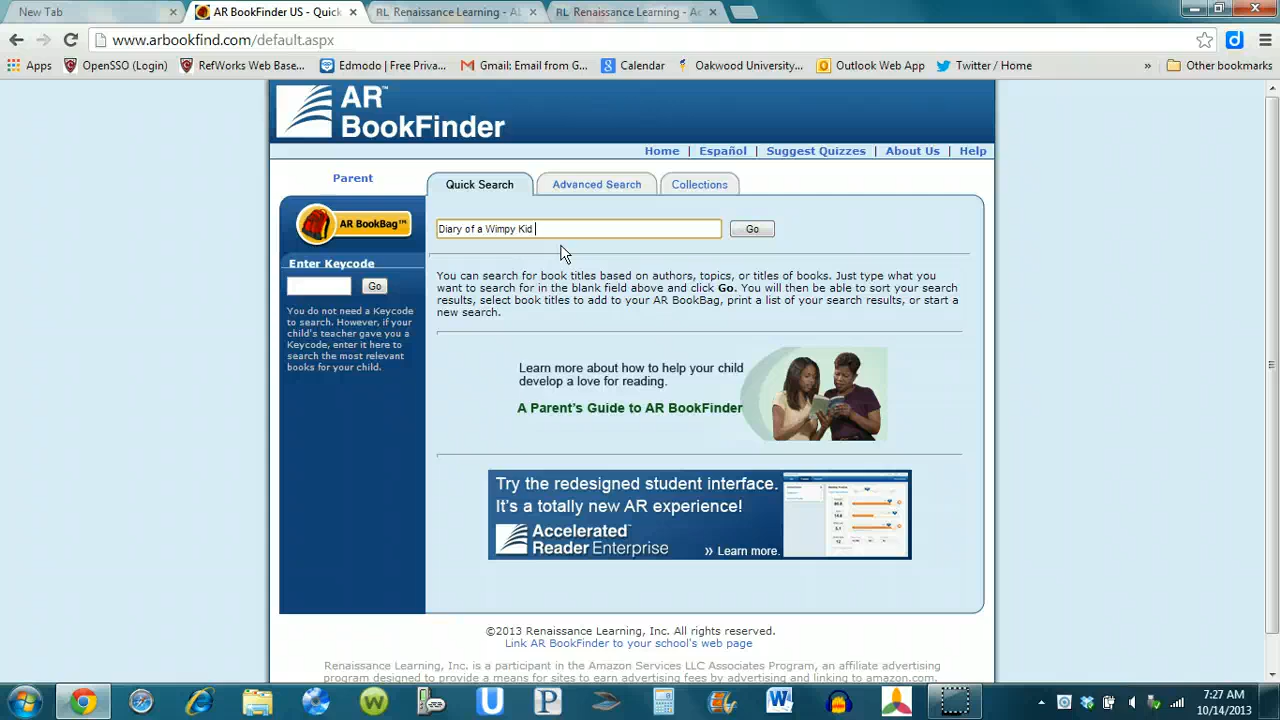 New Tab
AR BookFinder US - Quick
RL Renaissance Learning - AL
RL Renaissance Learning - Ac
www.arbookfind.com/default.aspx
Apps OpenSSO (Login) RefWorks Web Base... Edmodo | Free Priva... Gmail: Email from G... Calendar Oakwood University,... Outlook Web App Twitter / Home » Other bookmarks
AR™
BookFinder
Home | Español | Suggest Quizzes | About Us | Help
Parent
Quick Search Advanced Search Collections
AR BookBag™
Diary of a Wimpy Kid Go
Enter Keycode
Go
You do not need a Keycode
to search. However, if your
child's teacher gave you a
Keycode, enter it here to
search the most relevant
books for your child.
You can search for book titles based on authors, topics, or titles of books. Just type what you
want to search for in the blank field above and click Go. You will then be able to sort your search
results, select book titles to add to your AR BookBag, print a list of your search results, or start a
new search.
Learn more about how to help your child
develop a love for reading.
A Parent's Guide to AR BookFinder
Try the redesigned student interface.
It's a totally new AR experience!
Accelerated
Reader Enterprise
» Learn more.
©2013 Renaissance Learning, Inc. All rights reserved.
Link AR BookFinder to your school's web page
Renaissance Learning, Inc. is a participant in the Amazon Services LLC Associates Program, an affiliate advertising
program designed to provide a means for sites to earn advertising fees by advertising and linking to amazon.com.
7:27 AM
10/14/2013